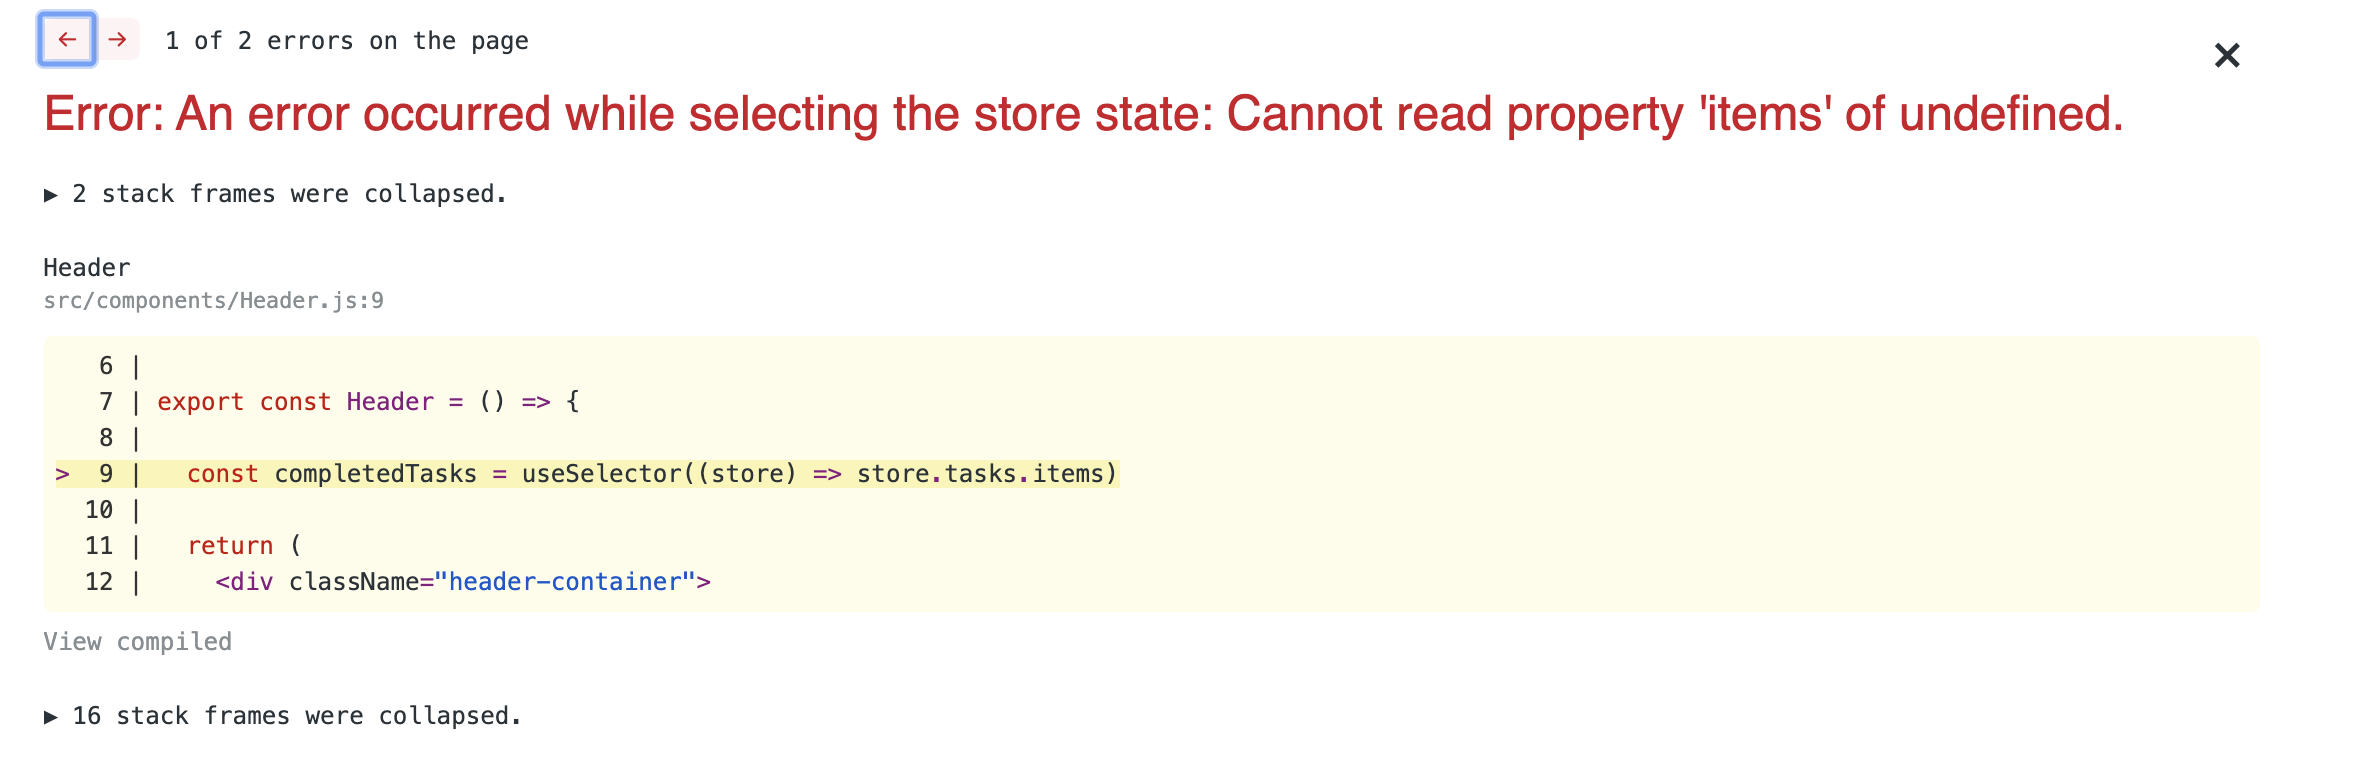 ← → 1 of 2 errors on the page ×
Error: An error occurred while selecting the store state: Cannot read property 'items' of undefined.
▶ 2 stack frames were collapsed.
Header
src/components/Header.js:9
6 |
7 | export const Header = () => {
8 |
> 9 |   const completedTasks = useSelector((store) => store.tasks.items)
10 |
11 |   return (
12 |     <div className="header-container">
View compiled
▶ 16 stack frames were collapsed.